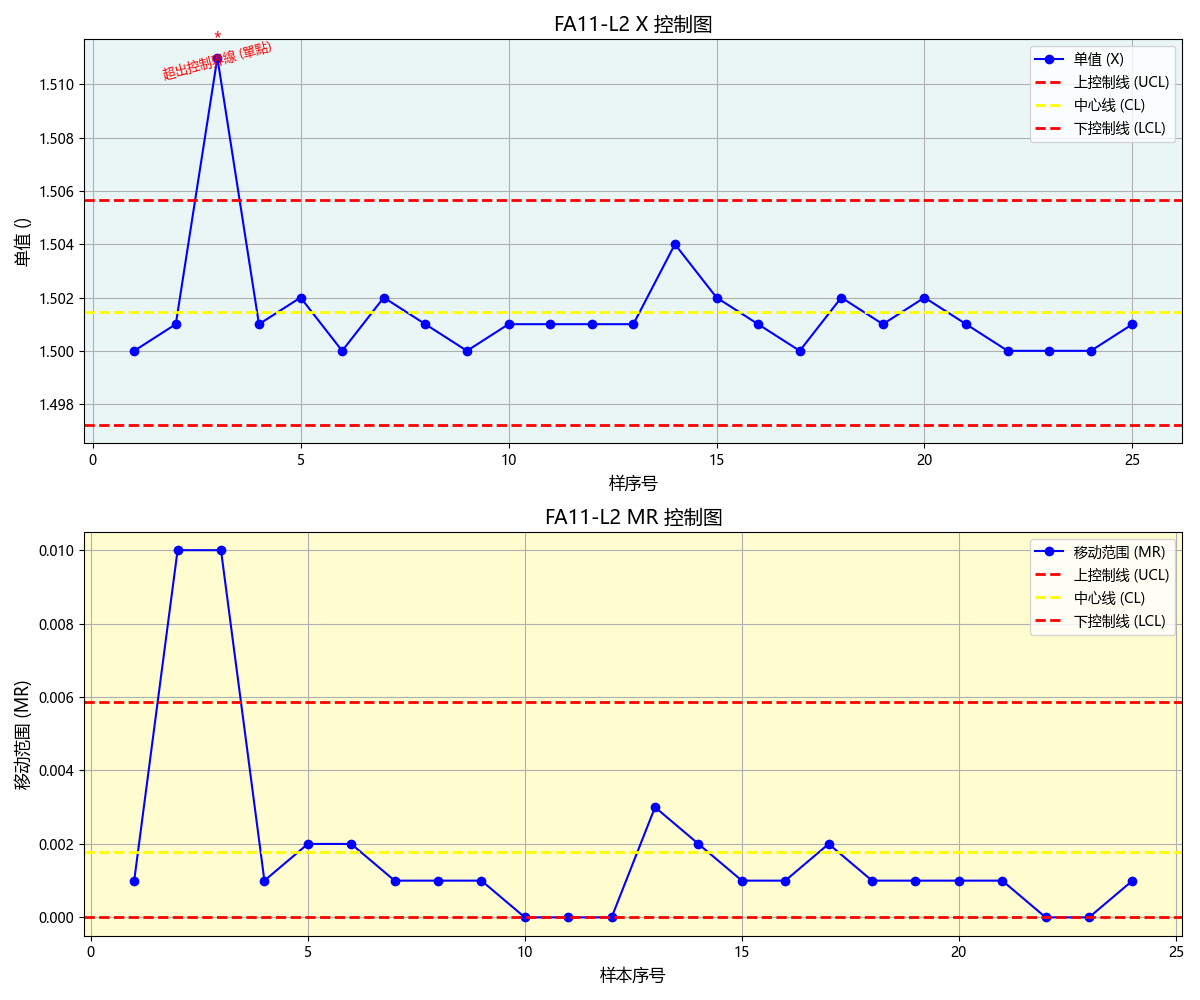 FA11-L2 X 控制图
*
超出控制界線 (單點)
单值 (X)
上控制线 (UCL)
中心线 (CL)
下控制线 (LCL)
1.510
1.508
1.506
1.504
1.502
1.500
1.498
单值 ()
0 5 10 15 20 25
样序号
FA11-L2 MR 控制图
移动范围 (MR)
上控制线 (UCL)
中心线 (CL)
下控制线 (LCL)
0.010
0.008
0.006
0.004
0.002
0.000
移动范围 (MR)
0 5 10 15 20 25
样本序号